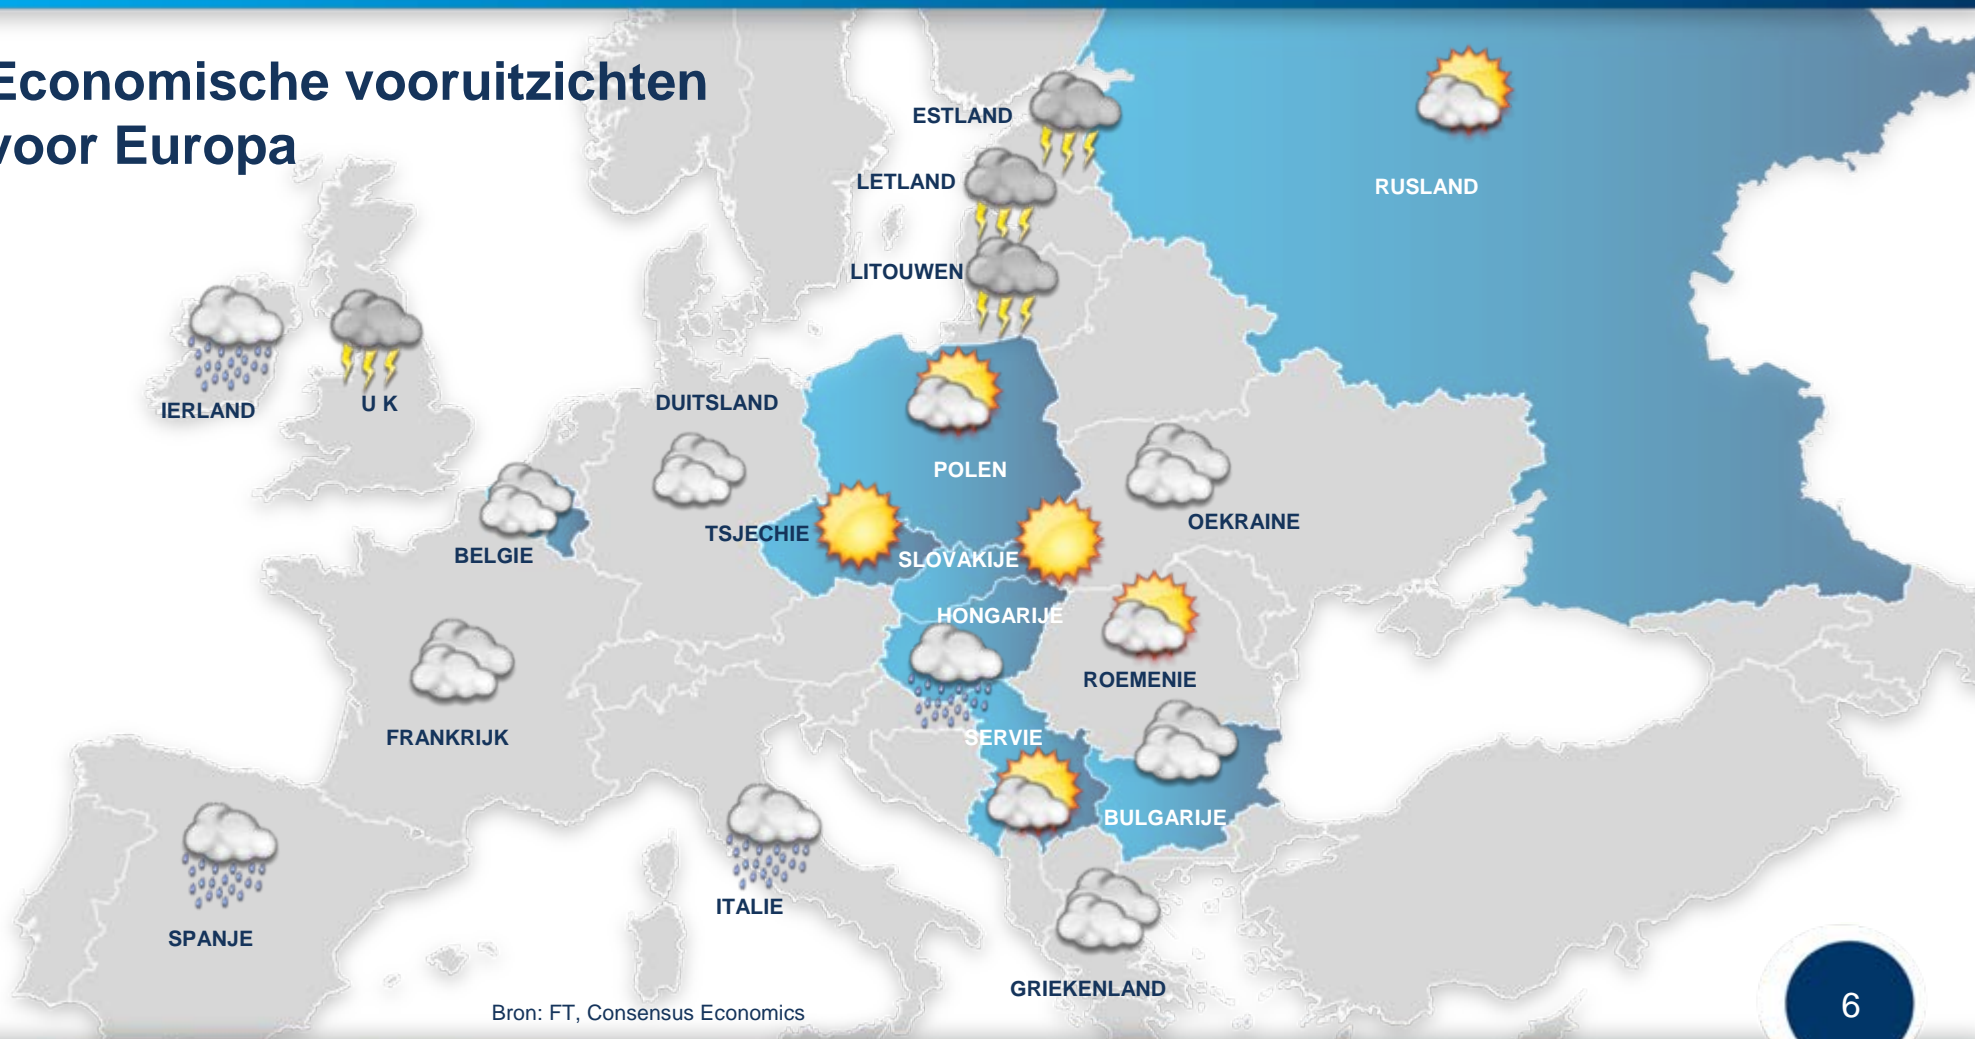 Economische vooruitzichten
voor Europa
ESTLAND
LETLAND
RUSLAND
LITOUWEN
IERLAND
U K
DUITSLAND
POLEN
OEKRAINE
TSJECHIE
BELGIE
SLOVAKIJE
HONGARIJE
ROEMENIE
FRANKRIJK
SERVIE
BULGARIJE
ITALIE
SPANJE
GRIEKENLAND
Bron: FT, Consensus Economics
6